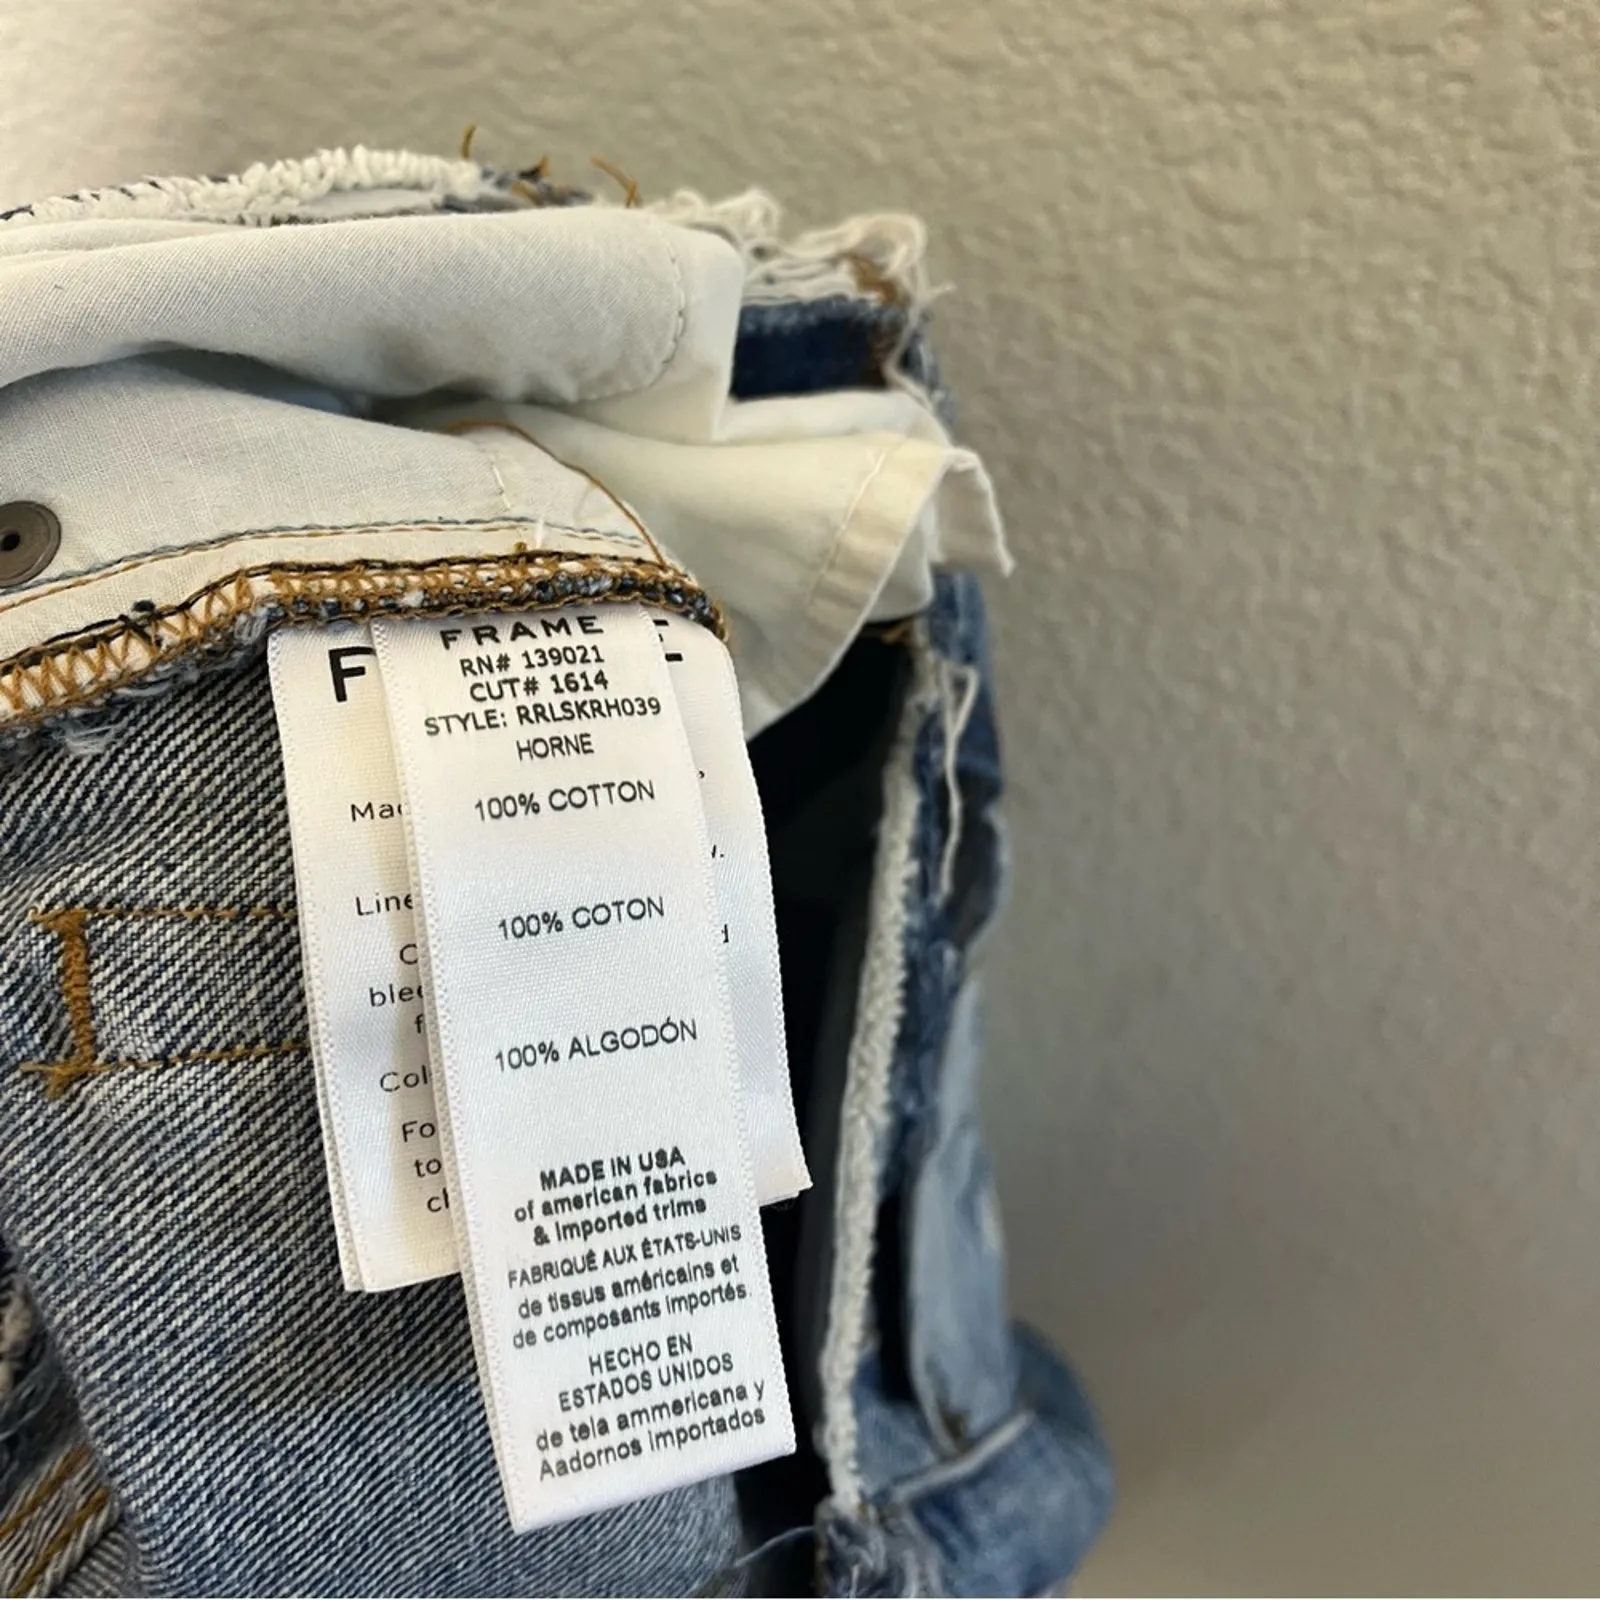 FRAME
RN# 139021
CUT# 1614
STYLE: RRLSKRH039
HORNE
100% COTTON
100% COTON
100% ALGODÓN
MADE IN USA
of american fabrics
& imported trims
FABRIQUÉ AUX ÉTATS-UNIS
de tissus américains et
de composants importés.
HECHO EN
ESTADOS UNIDOS
de tela ammericana y
Aadornos importados